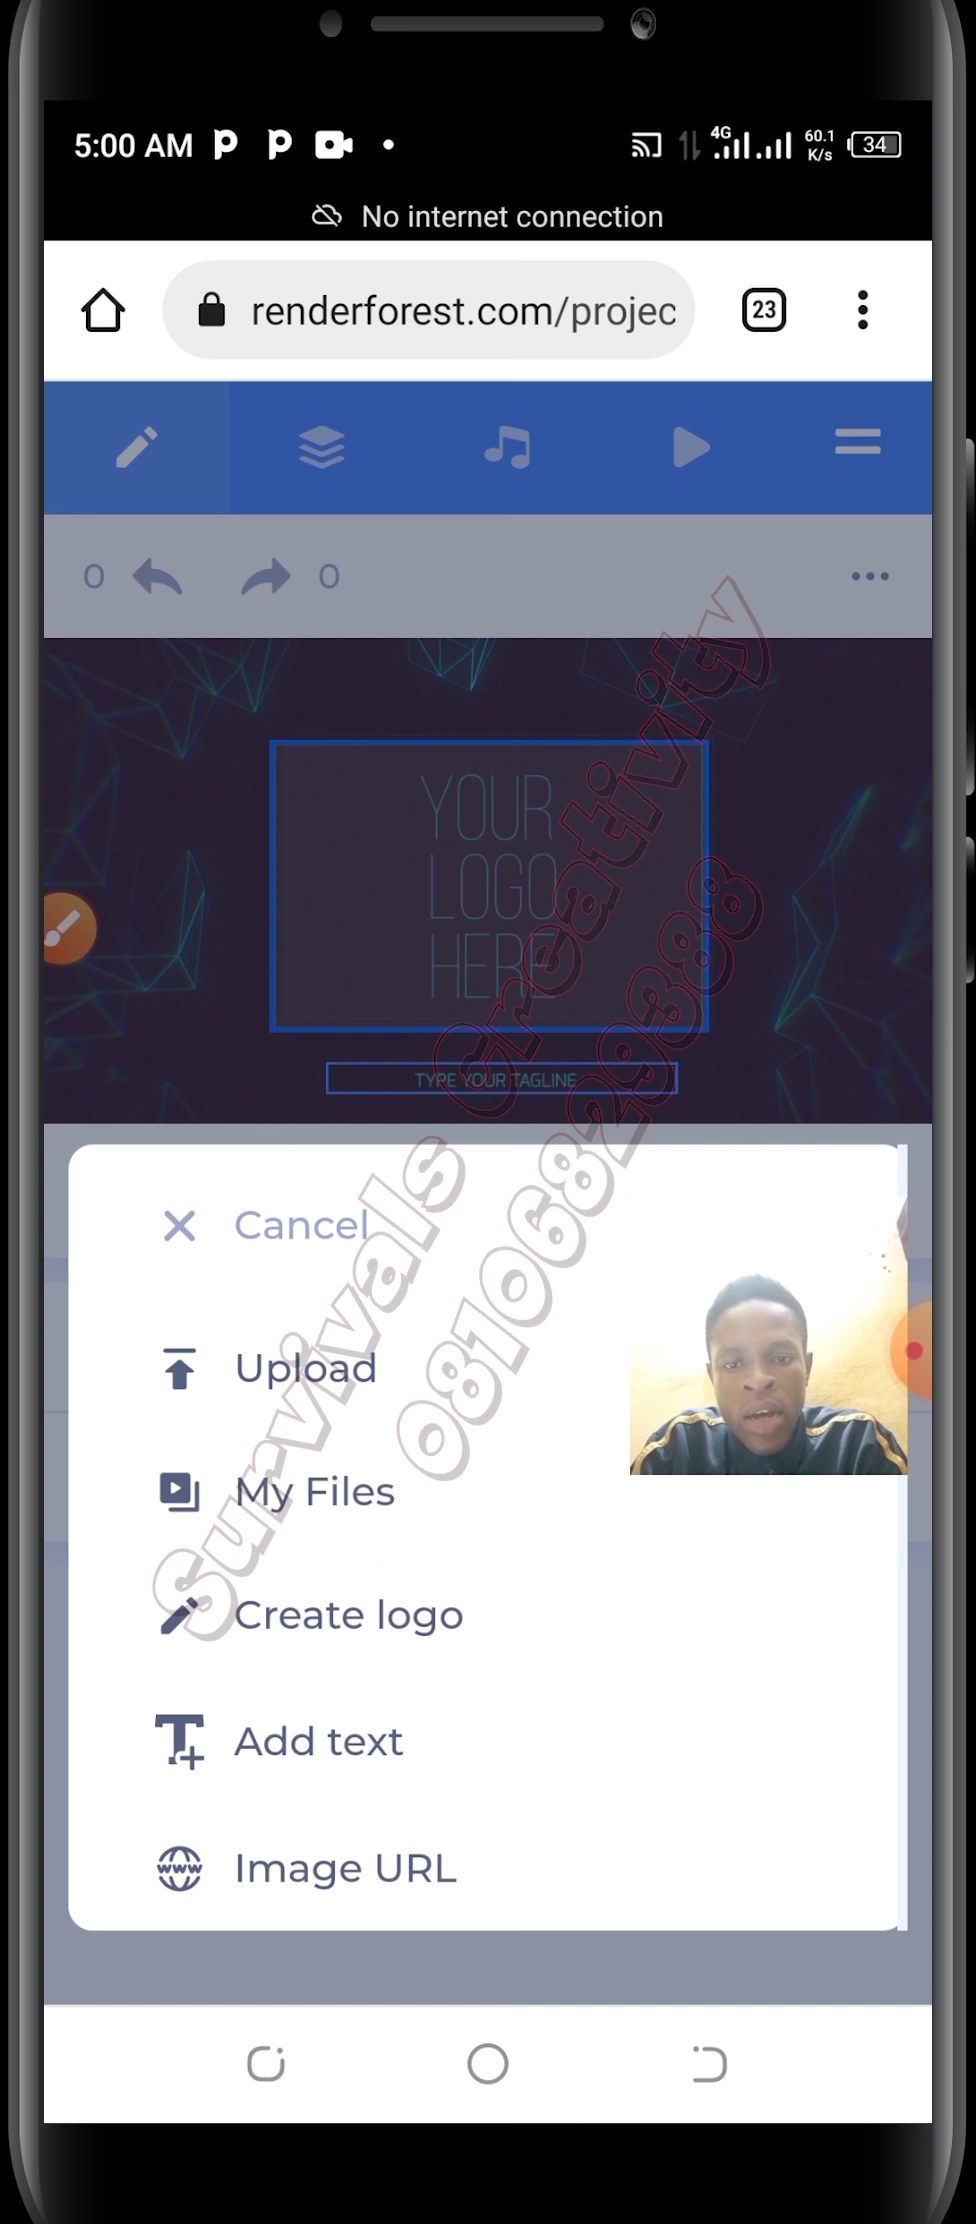 5:00 AM
4G
60.1
K/s
34
No internet connection
renderforest.com/projec
23
0
0
YOUR
LOGO
HERE
TYPE YOUR TAGLINE
Cancel
Upload
My Files
Create logo
Add text
www
Image URL
Survivals Creativity
08106829388